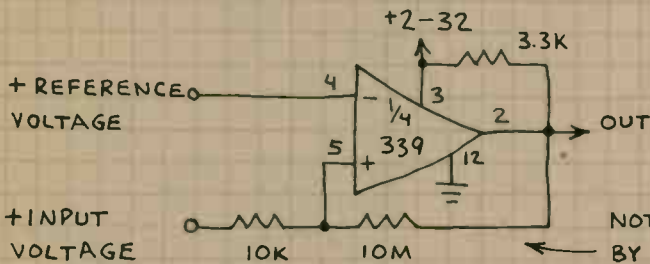 +2-32
3.3K
+ REFERENCE
VOLTAGE
4
-
1/4
3
2
OUT
339
5
+
12
+ INPUT
VOLTAGE
10K
10M
NOT
BY